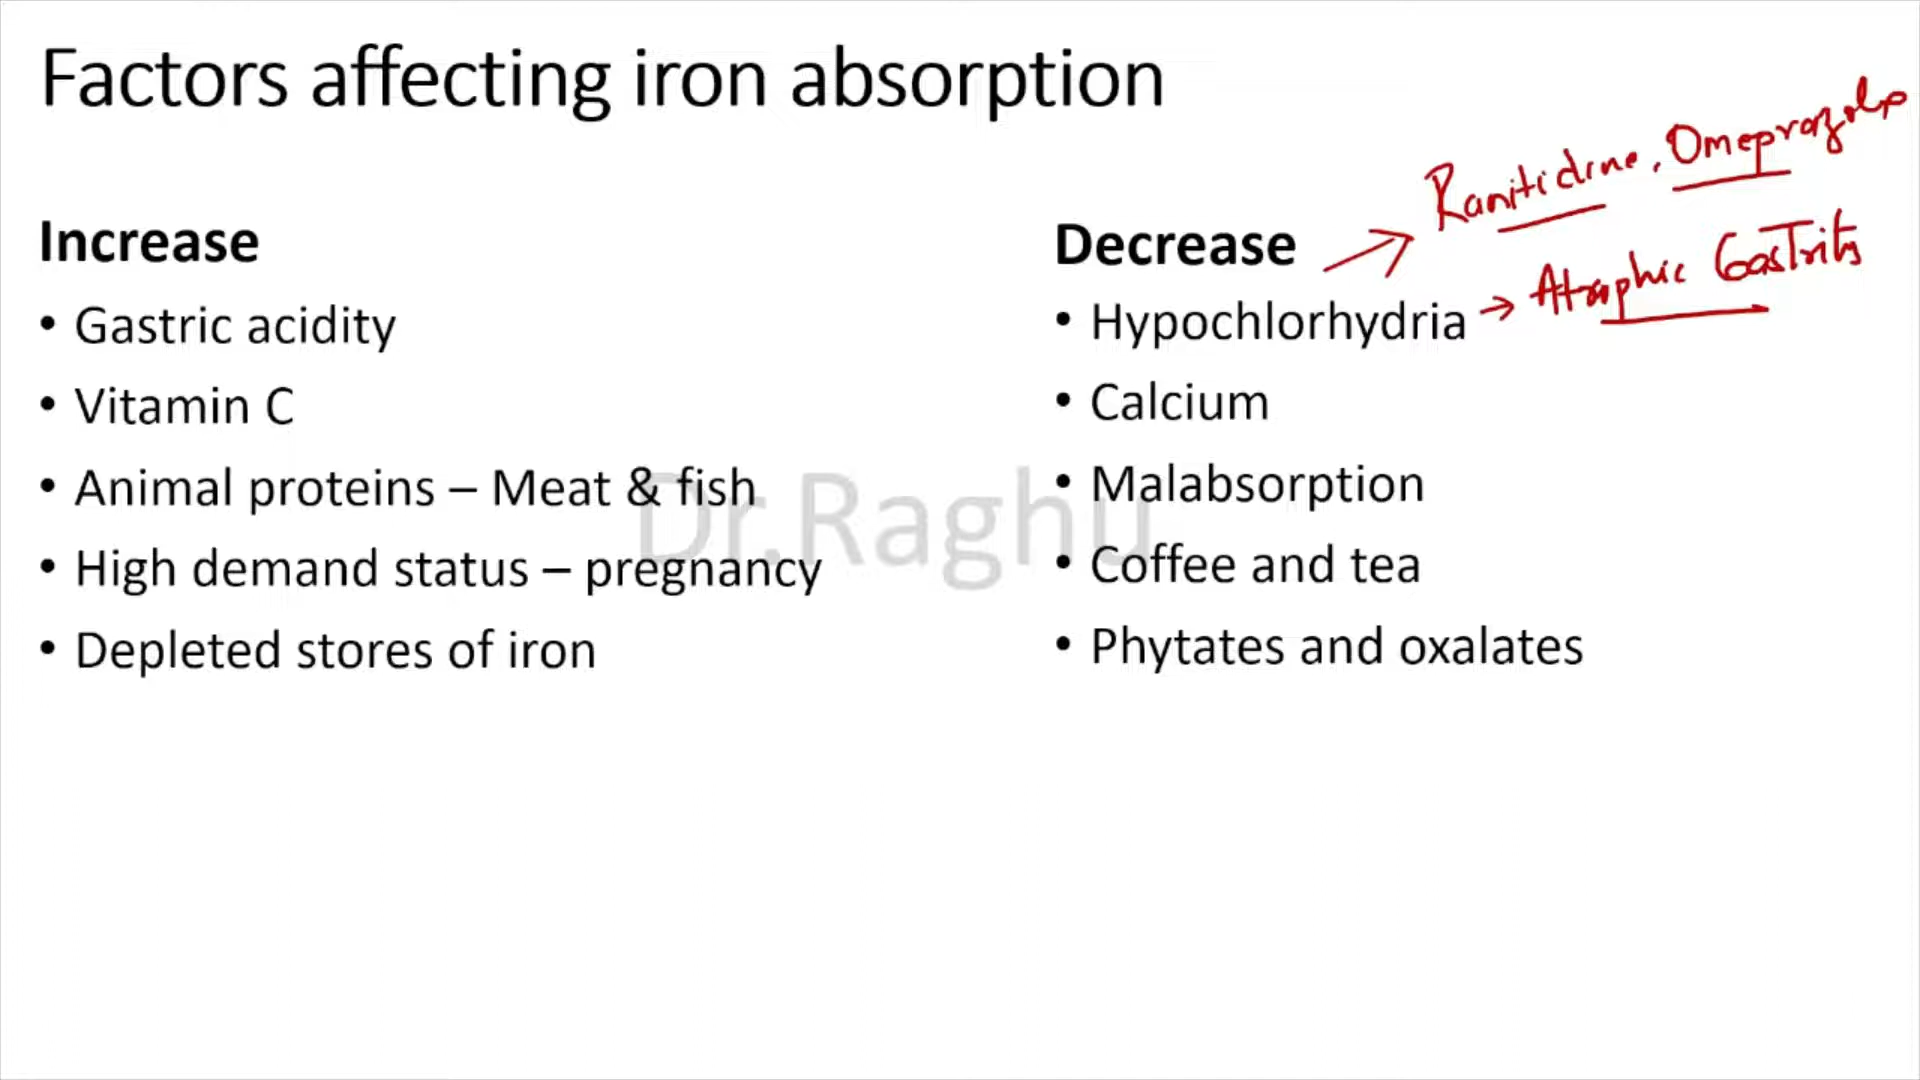 Factors affecting iron absorption
Ranitidine, Omeprazole
Increase
• Gastric acidity
• Vitamin C
• Animal proteins – Meat & fish
• High demand status – pregnancy
• Depleted stores of iron
Decrease
Atrophic Gastritis
• Hypochlorhydria
• Calcium
• Malabsorption
• Coffee and tea
• Phytates and oxalates
Dr.Raghu